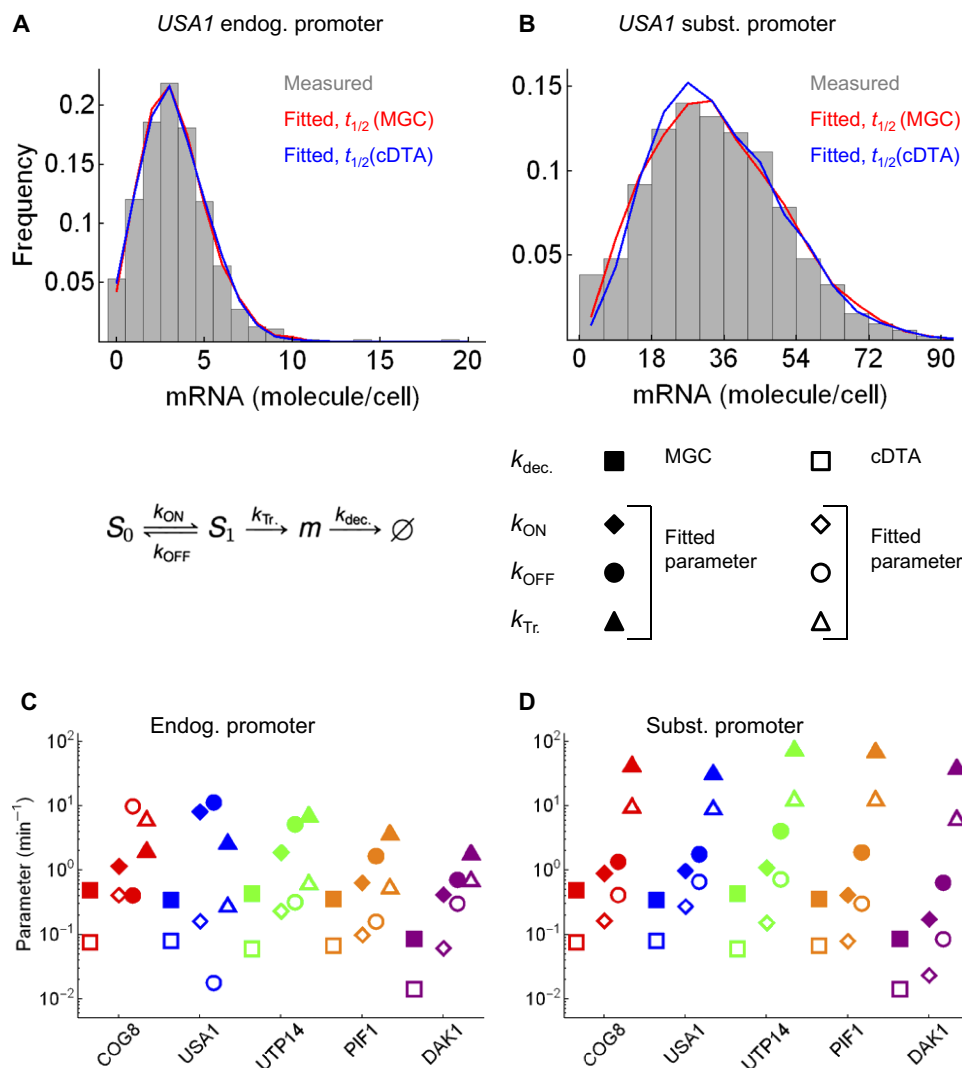 A
USA1 endog. promoter
0.2
0.15
0.1
0.05
Frequency
Measured
Fitted, t1/2 (MGC)
Fitted, t1/2(cDTA)
0 5 10 15 20
mRNA (molecule/cell)
B
USA1 subst. promoter
0.15
0.10
0.05
Measured
Fitted, t1/2 (MGC)
Fitted, t1/2(cDTA)
0 18 36 54 72 90
mRNA (molecule/cell)
S0 kON kOFF S1 kTr. m kdec. ∅
kdec. MGC cDTA
kON
kOFF
kTr.
Fitted
parameter
Fitted
parameter
C
Endog. promoter
Parameter (min−1)
10^2
10^1
10^0
10^−1
10^−2
COG8 USA1 UTP14 PIF1 DAK1
D
Subst. promoter
10^2
10^1
10^0
10^−1
10^−2
COG8 USA1 UTP14 PIF1 DAK1